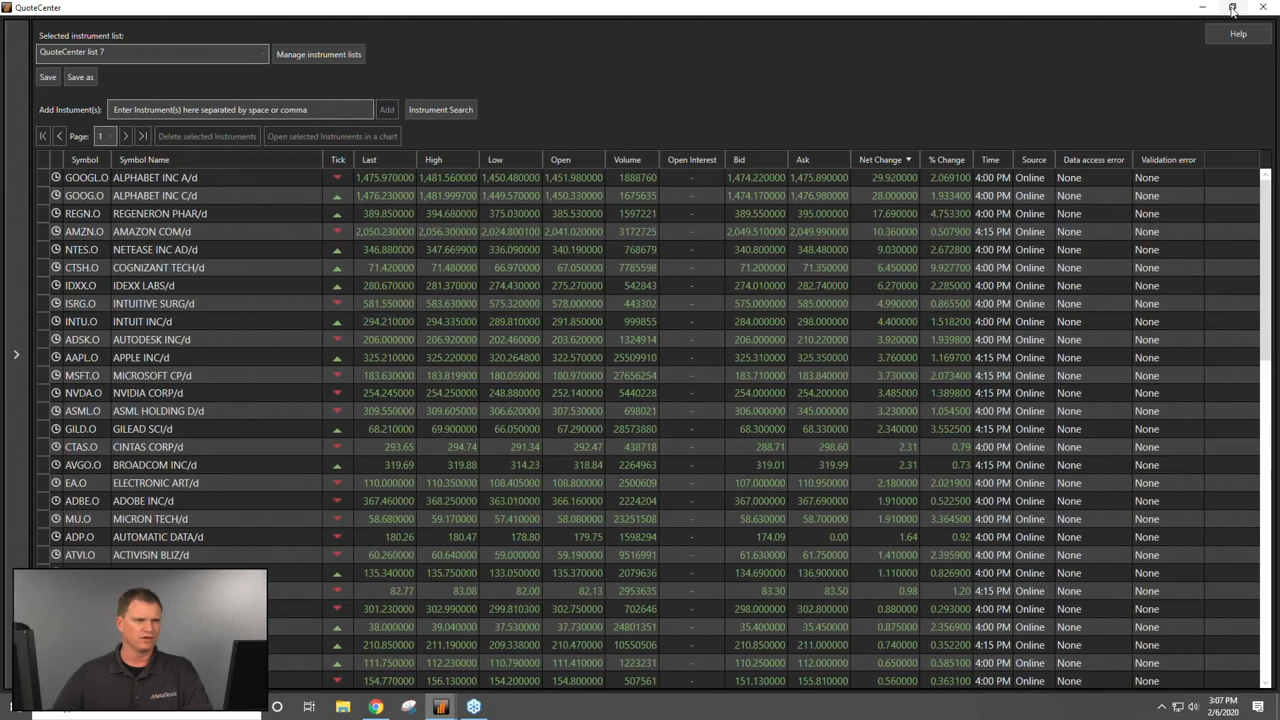 QuoteCenter
Help
Selected instrument list:
QuoteCenter list 7
Manage instrument lists
Save Save as
Add Instument(s): Enter Instrument(s) here separated by space or comma Add Instrument Search
Page: 1 Delete selected Instruments Open selected Instruments in a chart
Symbol Symbol Name Tick Last High Low Open Volume Open Interest Bid Ask Net Change % Change Time Source Data access error Validation error
GOOGL.O ALPHABET INC A/d 1,475.970000 1,481.560000 1,450.480000 1,451.980000 1888760 - 1,474.220000 1,475.890000 29.920000 2.069100 4:00 PM Online None None
GOOG.O ALPHABET INC C/d 1,476.230000 1,481.999700 1,449.570000 1,450.330000 1675635 - 1,474.170000 1,476.980000 28.000000 1.933400 4:00 PM Online None None
REGN.O REGENERON PHAR/d 389.850000 394.680000 375.030000 385.530000 1597221 - 389.550000 395.000000 17.690000 4.753300 4:00 PM Online None None
AMZN.O AMAZON COM/d 2,050.230000 2,056.300000 2,024.800100 2,041.020000 3172725 - 2,049.510000 2,049.990000 10.360000 0.507900 4:15 PM Online None None
NTES.O NETEASE INC AD/d 346.880000 347.669900 336.090000 340.190000 768679 - 340.800000 348.480000 9.030000 2.672800 4:00 PM Online None None
CTSH.O COGNIZANT TECH/d 71.420000 71.480000 66.970000 67.050000 7785598 - 71.200000 71.350000 6.450000 9.927700 4:00 PM Online None None
IDXX.O IDEXX LABS/d 280.670000 281.370000 274.430000 275.270000 542843 - 274.010000 282.740000 6.270000 2.285000 4:00 PM Online None None
ISRG.O INTUITIVE SURG/d 581.550000 583.630000 575.320000 578.000000 443302 - 575.000000 585.000000 4.990000 0.865500 4:00 PM Online None None
INTU.O INTUIT INC/d 294.210000 294.335000 289.810000 291.850000 999855 - 284.000000 298.000000 4.400000 1.518200 4:00 PM Online None None
ADSK.O AUTODESK INC/d 206.000000 206.920000 202.460000 203.620000 1324914 - 206.000000 210.220000 3.920000 1.939800 4:00 PM Online None None
AAPL.O APPLE INC/d 325.210000 325.220000 320.264800 322.570000 25509910 - 325.310000 325.350000 3.760000 1.169700 4:15 PM Online None None
MSFT.O MICROSOFT CP/d 183.630000 183.819900 180.059000 180.970000 27656254 - 183.710000 183.840000 3.730000 2.073400 4:15 PM Online None None
NVDA.O NVIDIA CORP/d 254.245000 254.250000 248.880000 252.140000 5440228 - 254.000000 254.200000 3.485000 1.389800 4:15 PM Online None None
ASML.O ASML HOLDING D/d 309.550000 309.605000 306.620000 307.530000 698021 - 306.000000 345.000000 3.230000 1.054500 4:00 PM Online None None
GILD.O GILEAD SCI/d 68.210000 69.900000 66.050000 67.290000 28758000 - 68.300000 68.330000 2.340000 3.552500 4:15 PM Online None None
CTAS.O CINTAS CORP/d 293.65 294.74 291.34 292.47 438718 - 288.71 298.60 2.31 0.79 4:00 PM Online None None
AVGO.O BROADCOM INC/d 319.69 319.88 314.23 318.84 2264963 - 319.01 319.99 2.31 0.73 4:15 PM Online None None
EA.O ELECTRONIC ART/d 110.000000 110.350000 108.405000 108.800000 2500609 - 107.000000 110.950000 2.180000 2.021900 4:00 PM Online None None
ADBE.O ADOBE INC/d 367.460000 368.250000 363.010000 366.160000 2224204 - 367.000000 367.690000 1.910000 0.522500 4:00 PM Online None None
MU.O MICRON TECH/d 58.680000 59.170000 57.410000 58.080000 23251508 - 58.630000 58.700000 1.910000 3.364500 4:00 PM Online None None
ADP.O AUTOMATIC DATA/d 180.26 180.47 178.80 179.75 1598294 - 174.09 0.00 1.64 0.92 4:00 PM Online None None
ATVI.O ACTIVISIN BLIZ/d 60.260000 60.640000 59.000000 59.190000 9516991 - 61.630000 61.750000 1.410000 2.395900 4:00 PM Online None None
135.340000 135.750000 133.050000 135.370000 2079636 - 134.690000 136.900000 1.110000 0.826900 4:00 PM Online None None
82.77 83.08 82.00 82.13 2953635 - 83.30 83.50 0.98 1.20 4:15 PM Online None None
301.230000 302.990000 299.810300 302.750000 702646 - 298.000000 302.800000 0.880000 0.293000 4:00 PM Online None None
38.000000 39.040000 37.530000 37.730000 24801351 - 35.400000 35.450000 0.875000 2.356900 4:00 PM Online None None
210.850000 211.190000 209.338000 210.470000 10550506 - 210.850000 211.000000 0.740000 0.352200 4:15 PM Online None None
111.750000 112.230000 110.790000 111.410000 1223231 - 110.250000 112.000000 0.650000 0.585100 4:00 PM Online None None
154.770000 156.130000 154.200000 154.800000 507561 - 151.130000 155.810000 0.560000 0.363100 4:00 PM Online None None
MetaStock
3:07 PM
2/6/2020